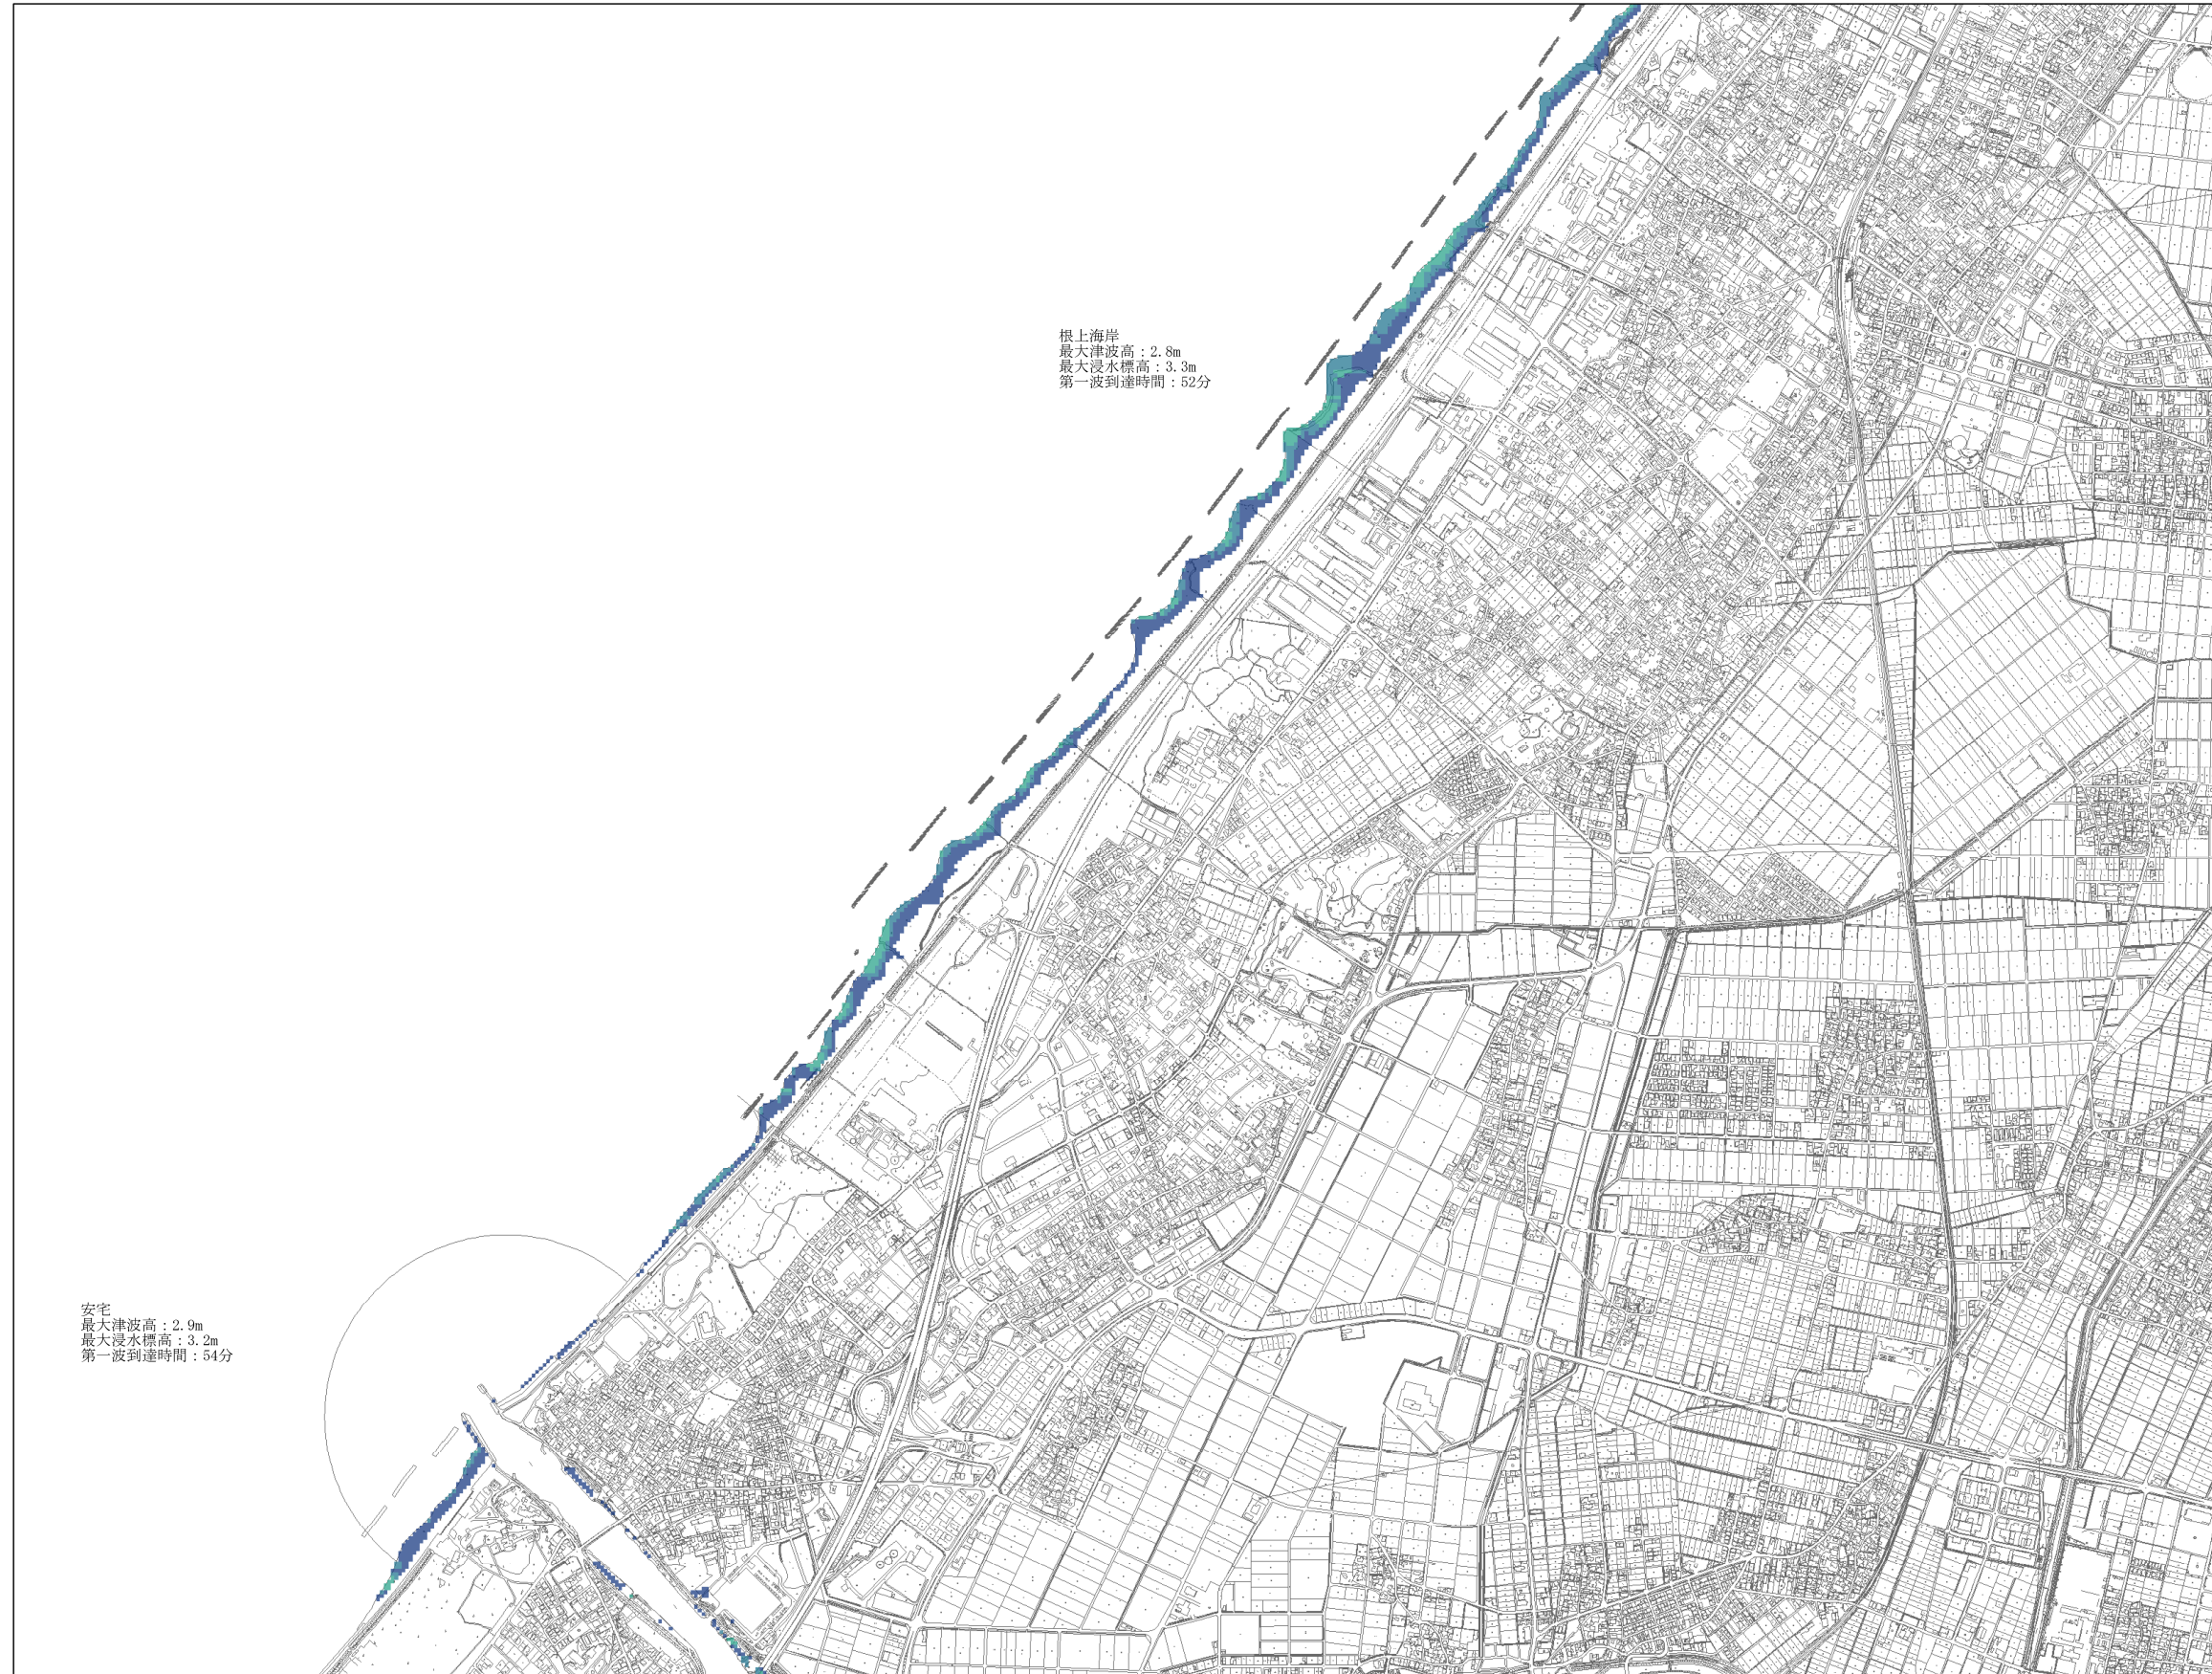 根上海岸
最大津波高：2.8m
最大浸水標高：3.3m
第一波到達時間：52分
安宅
最大津波高：2.9m
最大浸水標高：3.2m
第一波到達時間：54分